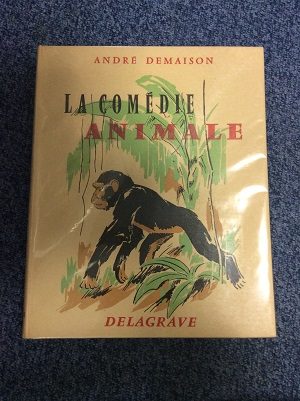 ANDRÉ DEMAISON
LA COMÉDIE
ANIMALE
DELAGRAVE